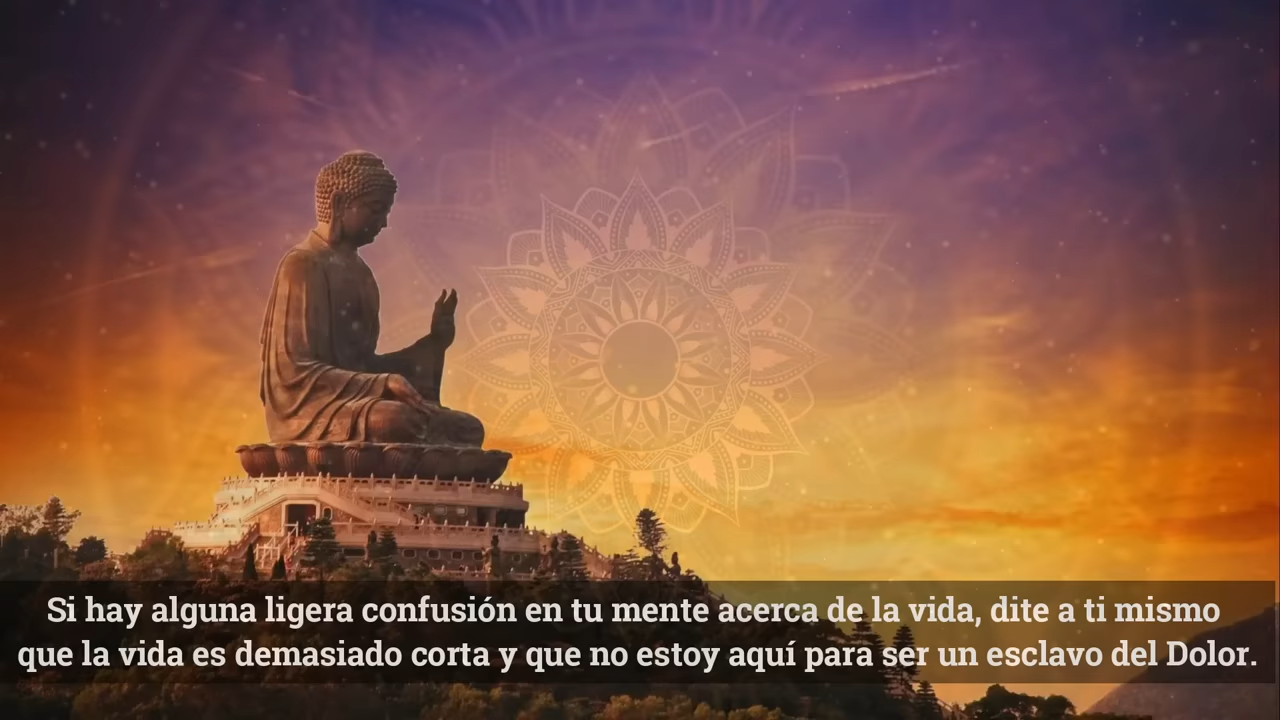 Si hay alguna ligera confusión en tu mente acerca de la vida, dite a ti mismo
que la vida es demasiado corta y que no estoy aquí para ser un esclavo del Dolor.